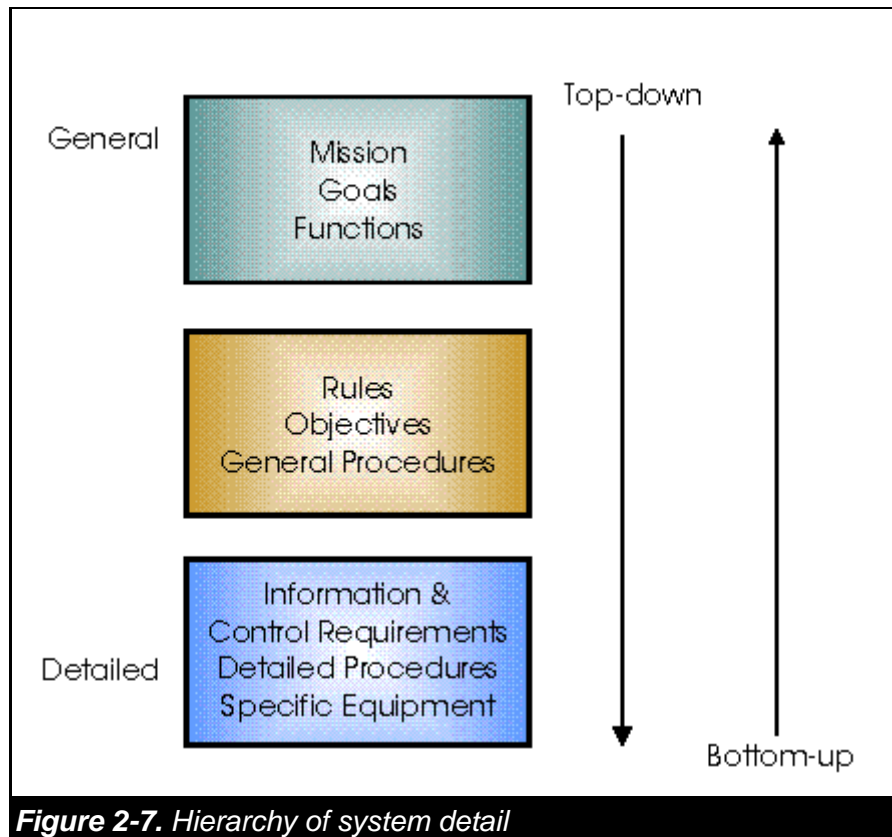 General
Mission
Goals
Functions
Rules
Objectives
General Procedures
Detailed
Information &
Control Requirements
Detailed Procedures
Specific Equipment
Top-down
Bottom-up
Figure 2-7. Hierarchy of system detail